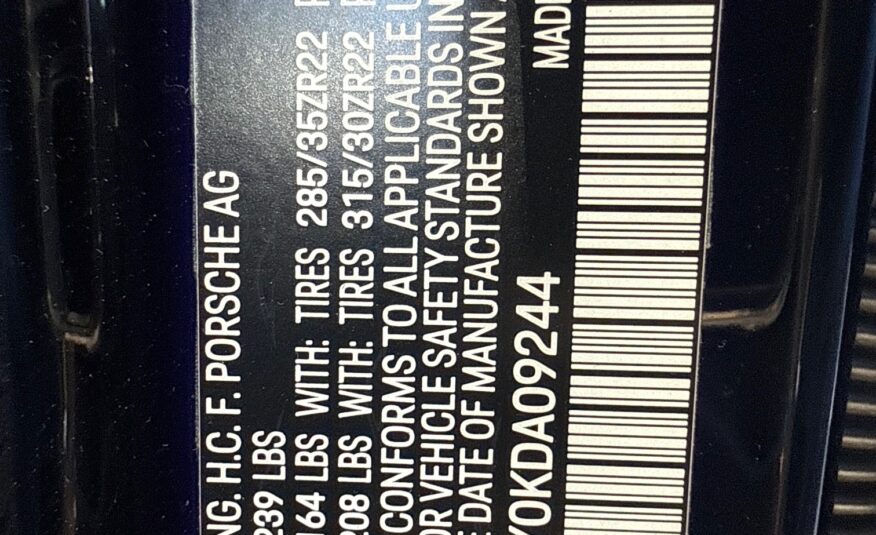 NG. H.C. F. PORSCHE AG
239 LBS
164 LBS WITH: TIRES 285/35ZR22
208 LBS WITH: TIRES 315/30ZR22
CONFORMS TO ALL APPLICABLE U
OR VEHICLE SAFETY STANDARDS IN
E DATE OF MANUFACTURE SHOWN
Y0KDA09244
MADE